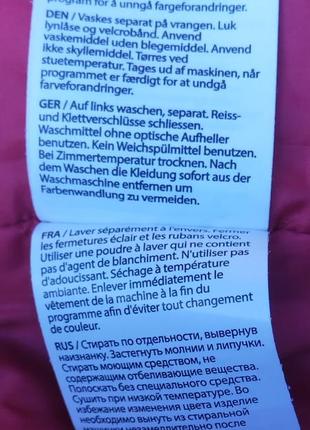 program for å unngå fargeforandringer.
DEN / Vaskes separat på vrangen. Luk
lynlåse og velcrobånd. Anvend
vaskemiddel uden blegemiddel. Anvend
ikke skyllemiddel. Tørres ved
stuetemperatur. Tages ud af maskinen, når
programmet er færdigt for at undgå
farveforandringer.
GER / Auf links waschen, separat. Reiss-
und Klettverschlüsse schliessen.
Waschmittel ohne optische Aufheller
benutzen. Kein Weichspülmittel benutzen.
Bei Zimmertemperatur trocknen. Nach
dem Waschen die Kleidung sofort aus der
Waschmaschine entfernen um
Farbenwandlung zu vermeiden.
FRA / Laver séparément à l'envers. Fermer
les fermetures éclair et les rubans velcro.
Utiliser une poudre à laver qui ne contient
pas d'agent de blanchiment. N'utiliser pas
d'adoucissant. Séchage à température
ambiante. Enlever immédiatement le
vêtement de la machine à la fin du
programme afin d'éviter tout changement
de couleur.
RUS / Стирать по отдельности, вывернув
наизнанку. Застегнуть молнии и липучки.
Стирать моющим средством, не
содержащим отбеливающие вещества.
Полоскать без специального средства.
Сушить при низкой температуре. Во
избежание изменения цвета изделие
необходимо вынуть из стиральной
машины незамедлительно после